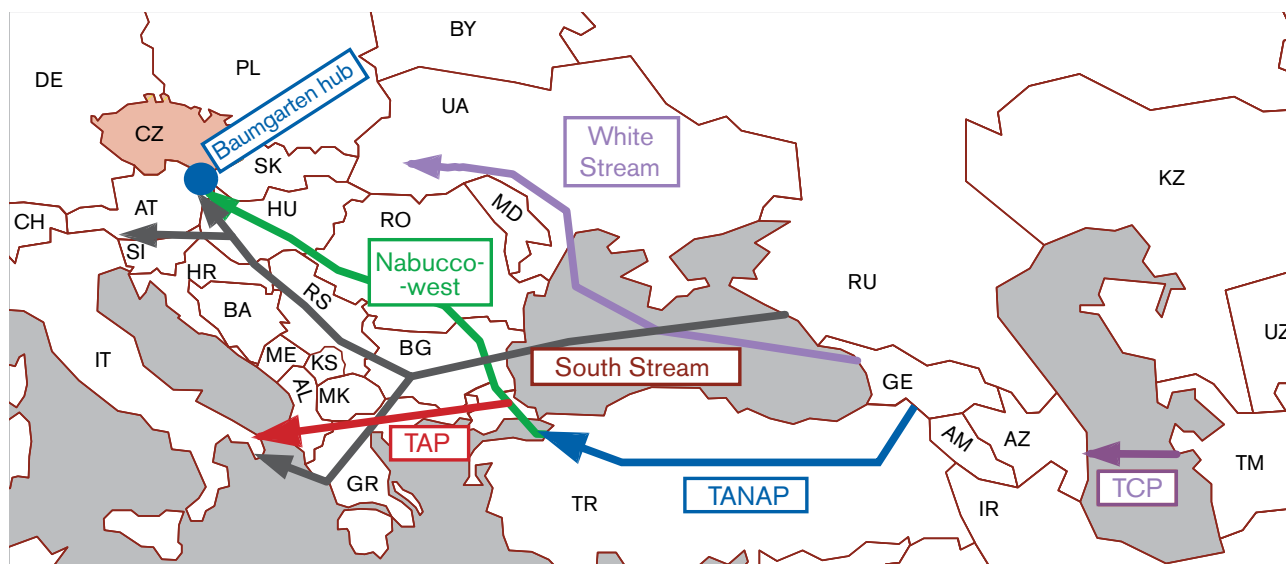 BY
PL
DE
Baumgarten hub
UA
CZ
White
Stream
SK
KZ
AT
HU
MD
CH
RO
SI
HR
Nabucco-
-west
RU
RS
BA
UZ
BG
ME
KS
IT
South Stream
GE
AL
MK
TAP
AM
AZ
GR
TCP
TM
TANAP
TR
IR